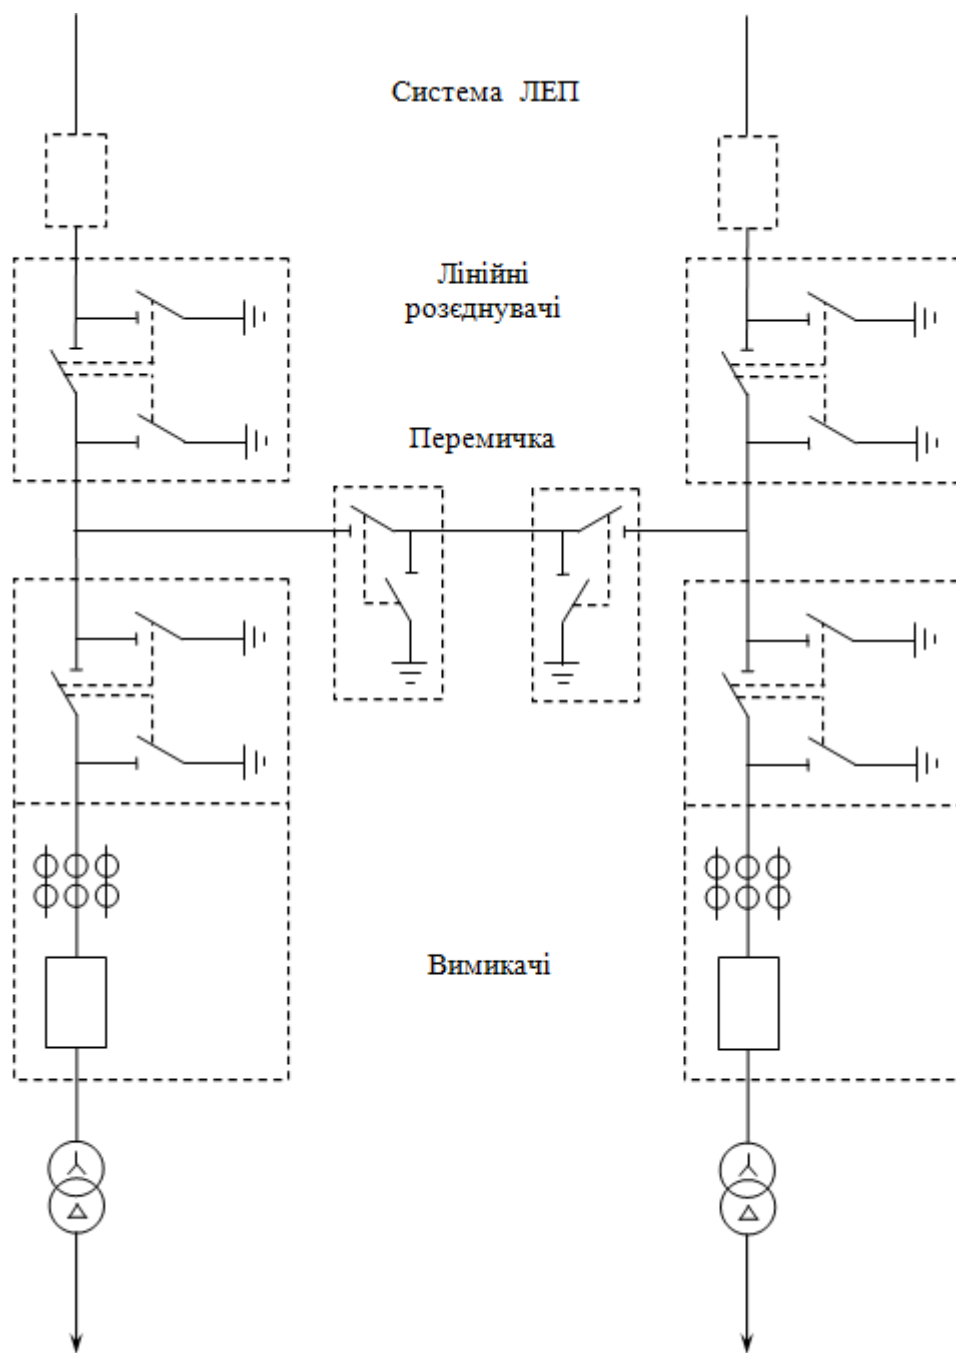 Система ЛЕП
Лінійні
розєднувачі
Перемичка
Вимикачі